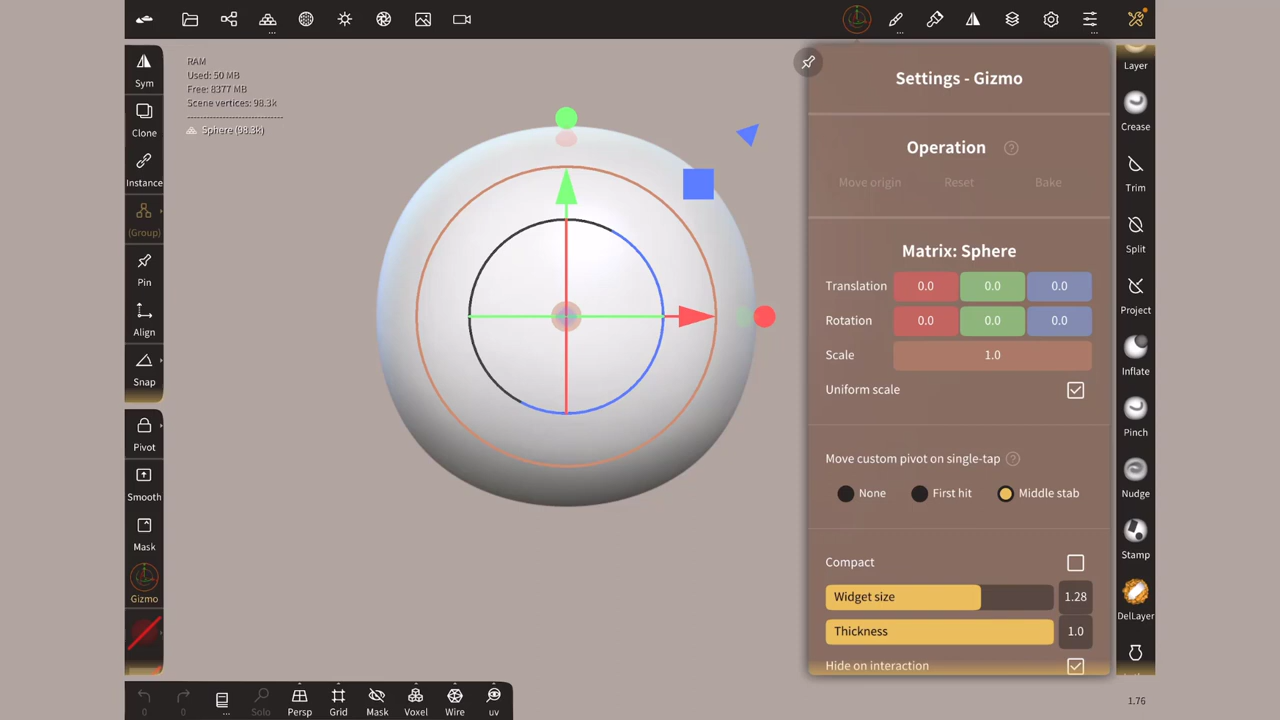 RAM
Used: 50 MB
Free: 8377 MB
Scene vertices: 98.3k
Sphere (98.3k)
Sym
Clone
Instance
(Group)
Pin
Align
Snap
Pivot
Smooth
Mask
Gizmo
Settings - Gizmo
Operation ?
Move origin Reset Bake
Matrix: Sphere
Translation 0.0 0.0 0.0
Rotation 0.0 0.0 0.0
Scale 1.0
Uniform scale
Move custom pivot on single-tap ?
None First hit Middle stab
Compact
Widget size 1.28
Thickness 1.0
Hide on interaction
Layer
Crease
Trim
Split
Project
Inflate
Pinch
Nudge
Stamp
DelLayer
0 0 ... Solo Persp Grid Mask Voxel Wire uv
1.76